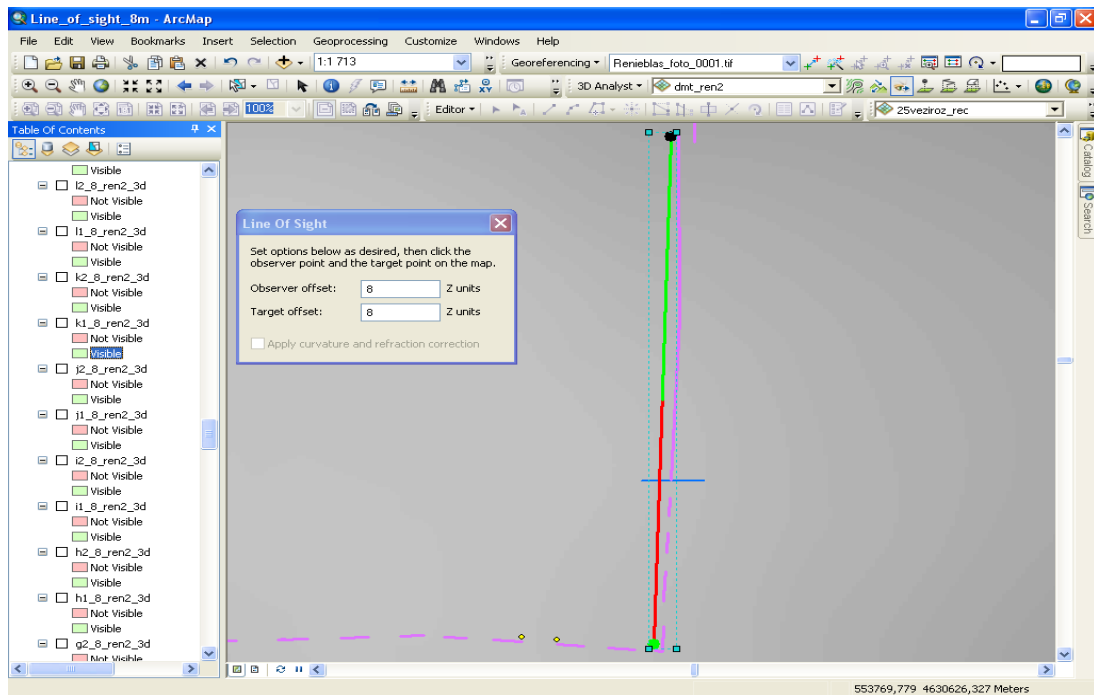 Line_of_sight_8m - ArcMap
File Edit View Bookmarks Insert Selection Geoprocessing Customize Windows Help
1:1 713 Georeferencing Renieblas_foto_0001.tif
3D Analyst dmt_ren2
100% Editor 25veziroz_rec
Table Of Contents
Visible
l2_8_ren2_3d
Not Visible
Visible
l1_8_ren2_3d
Not Visible
Visible
k2_8_ren2_3d
Not Visible
Visible
k1_8_ren2_3d
Not Visible
Visible
j2_8_ren2_3d
Not Visible
Visible
j1_8_ren2_3d
Not Visible
Visible
i2_8_ren2_3d
Not Visible
Visible
i1_8_ren2_3d
Not Visible
Visible
h2_8_ren2_3d
Not Visible
Visible
h1_8_ren2_3d
Not Visible
Visible
g2_8_ren2_3d
Not Visible
Line Of Sight
Set options below as desired, then click the
observer point and the target point on the map.
Observer offset: 8 Z units
Target offset: 8 Z units
Apply curvature and refraction correction
Catalog
Search
553769,779 4630626,327 Meters